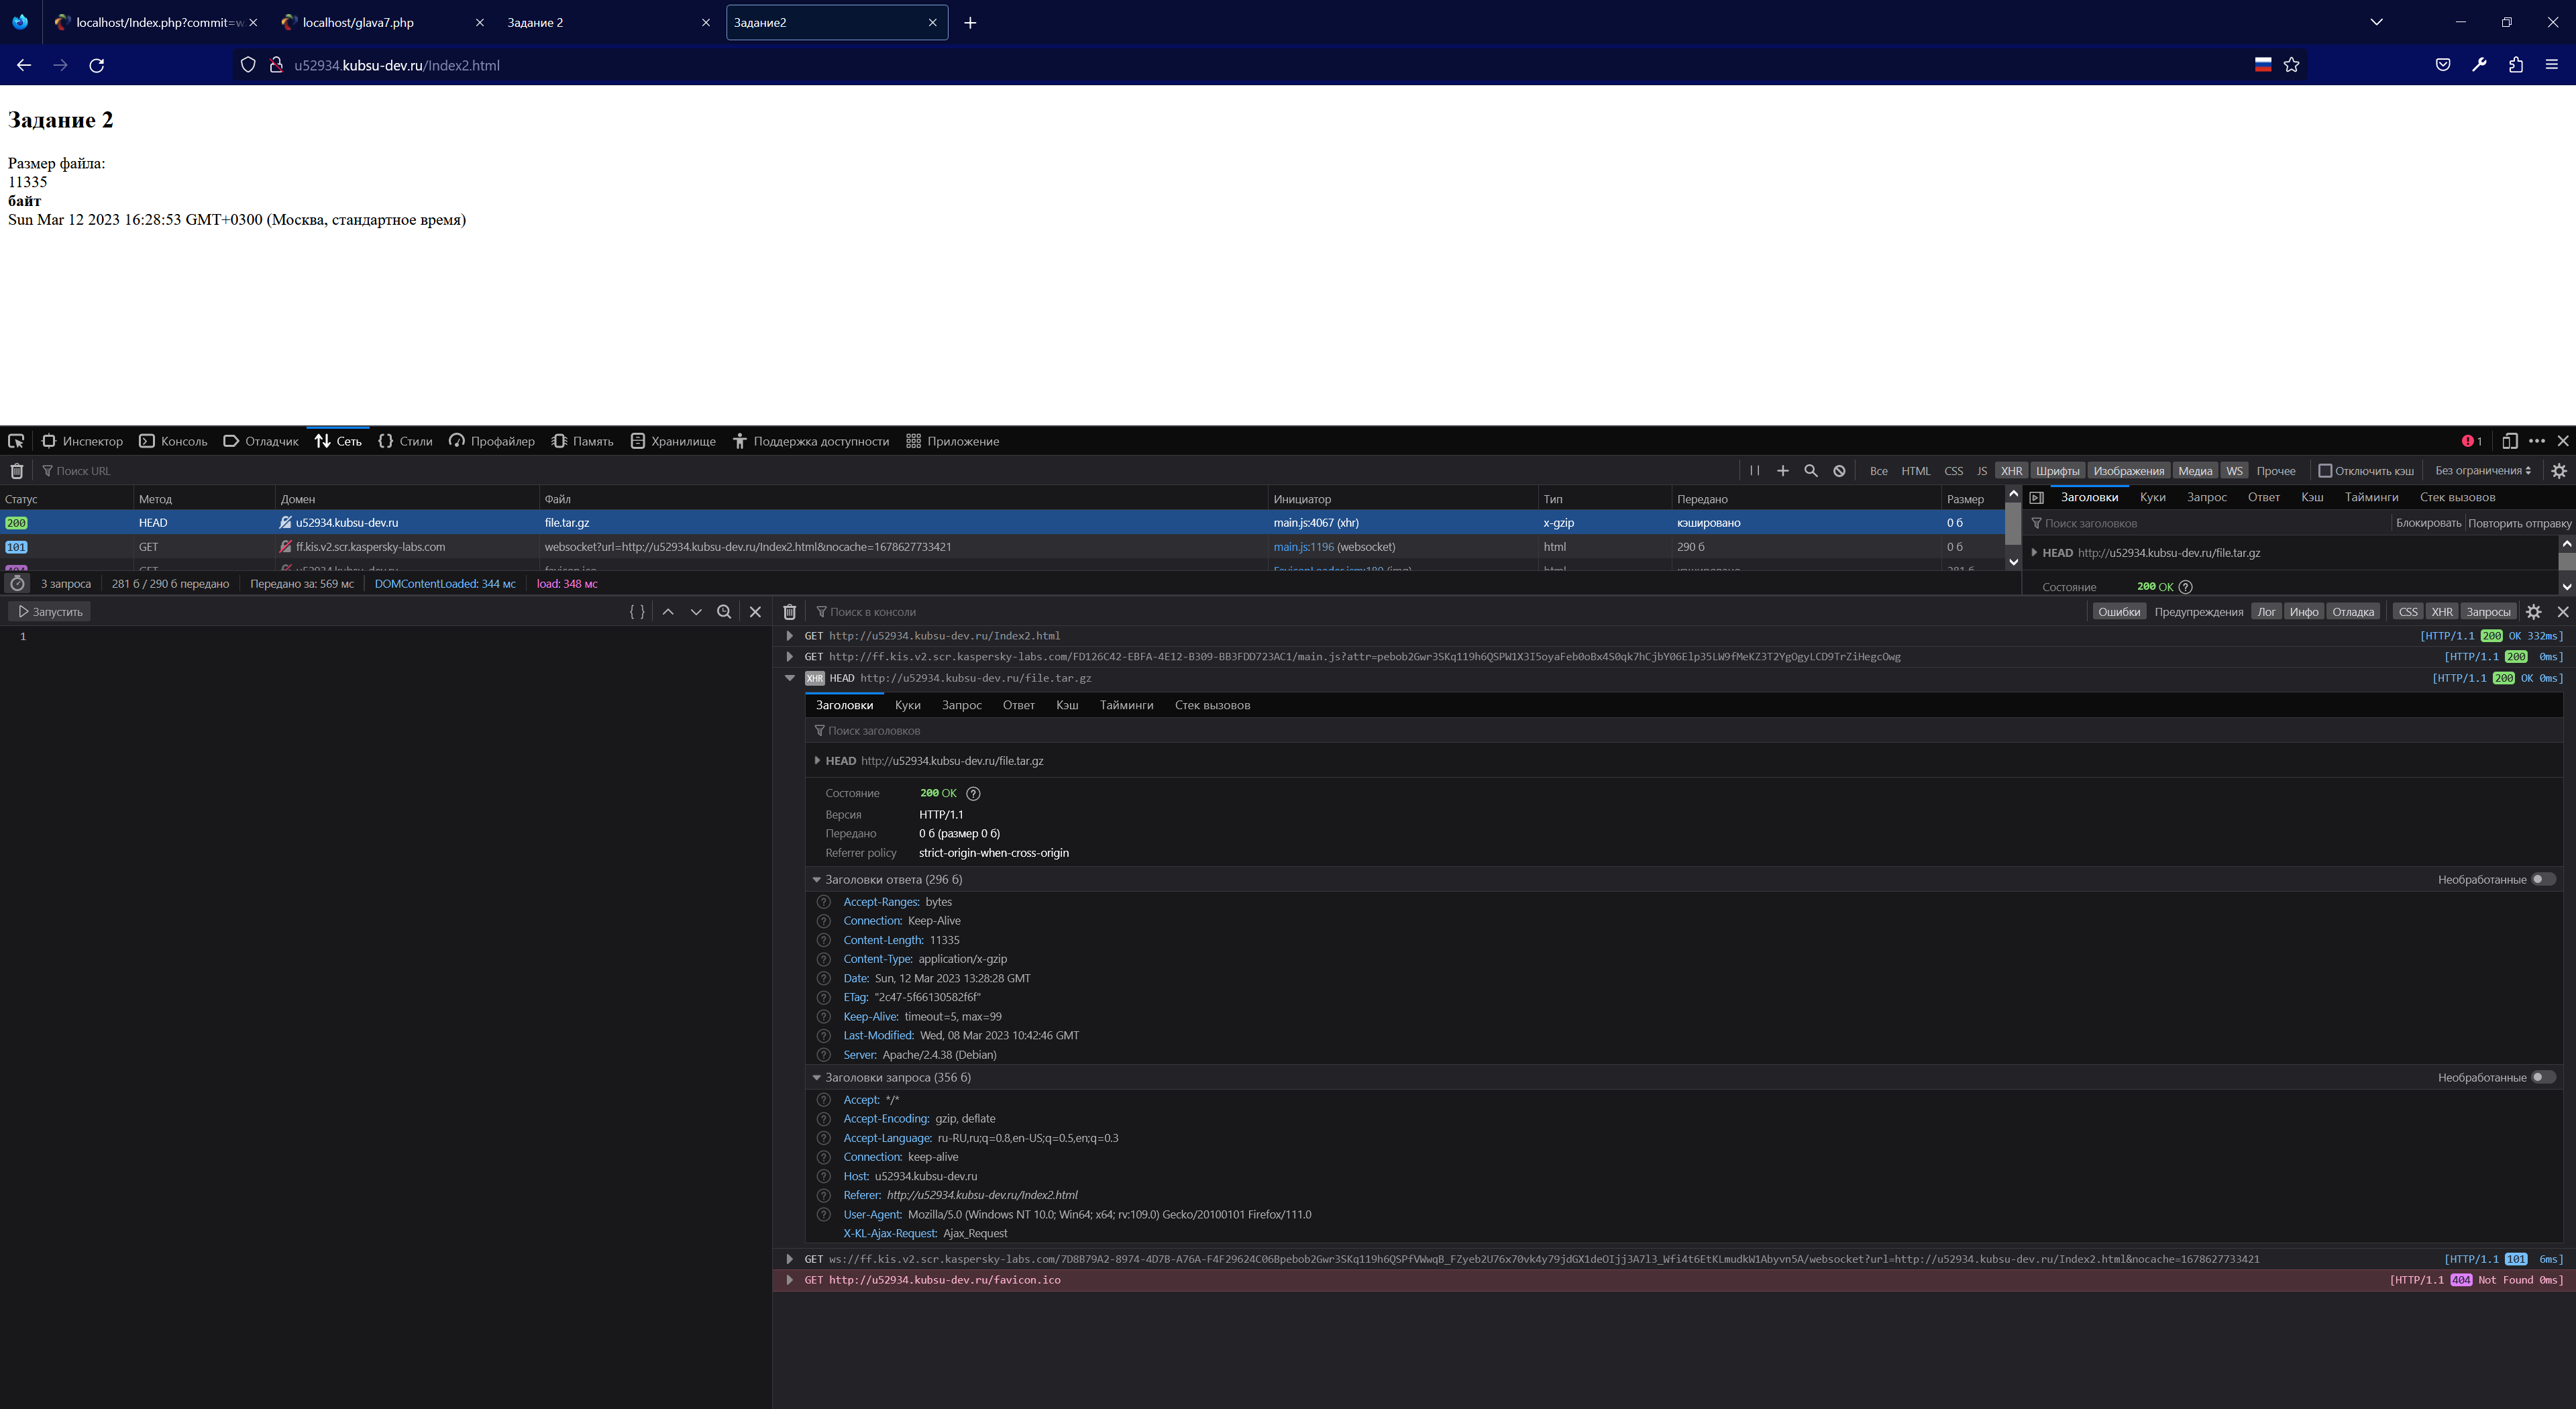 localhost/Index.php?commit=w
localhost/glava7.php
Задание 2
Задание2
u52934.kubsu-dev.ru/Index2.html
Задание 2
Размер файла:
11335
байт
Sun Mar 12 2023 16:28:53 GMT+0300 (Москва, стандартное время)
Инспектор Консоль Отладчик Сеть Стили Профайлер Память Хранилище Поддержка доступности Приложение 1
Поиск URL Все HTML CSS JS XHR Шрифты Изображения Медиа WS Прочее Отключить кэш Без ограничения
Статус Метод Домен Файл Инициатор Тип Передано Размер
200 HEAD u52934.kubsu-dev.ru file.tar.gz main.js:4067 (xhr) x-gzip кэшировано 0 б
101 GET ff.kis.v2.scr.kaspersky-labs.com websocket?url=http://u52934.kubsu-dev.ru/Index2.html&nocache=1678627733421 main.js:1196 (websocket) html 290 б 0 б
3 запроса 281 б / 290 б передано Передано за: 569 мс DOMContentLoaded: 344 мс load: 348 мс
Заголовки Куки Запрос Ответ Кэш Тайминги Стек вызовов
Поиск заголовков Блокировать Повторить отправку
HEAD http://u52934.kubsu-dev.ru/file.tar.gz
Состояние 200 OK
Запустить
1
Поиск в консоли Ошибки Предупреждения Лог Инфо Отладка CSS XHR Запросы
GET http://u52934.kubsu-dev.ru/Index2.html [HTTP/1.1 200 OK 332ms]
GET http://ff.kis.v2.scr.kaspersky-labs.com/FD126C42-EBFA-4E12-B309-BB3FDD723AC1/main.js?attr=pebob2Gwr3SKq119h6QSPW1X3I5oyaFeb0oBx4S0qk7hCjbY06Elp35LW9fMeKZ3T2YgOgyLCD9TrZiHegcOwg [HTTP/1.1 200 0ms]
XHR HEAD http://u52934.kubsu-dev.ru/file.tar.gz [HTTP/1.1 200 OK 0ms]
Заголовки Куки Запрос Ответ Кэш Тайминги Стек вызовов
Поиск заголовков
HEAD http://u52934.kubsu-dev.ru/file.tar.gz
Состояние 200 OK
Версия HTTP/1.1
Передано 0 б (размер 0 б)
Referrer policy strict-origin-when-cross-origin
Заголовки ответа (296 б) Необработанные
Accept-Ranges: bytes
Connection: Keep-Alive
Content-Length: 11335
Content-Type: application/x-gzip
Date: Sun, 12 Mar 2023 13:28:28 GMT
ETag: "2c47-5f66130582f6f"
Keep-Alive: timeout=5, max=99
Last-Modified: Wed, 08 Mar 2023 10:42:46 GMT
Server: Apache/2.4.38 (Debian)
Заголовки запроса (356 б) Необработанные
Accept: */*
Accept-Encoding: gzip, deflate
Accept-Language: ru-RU,ru;q=0.8,en-US;q=0.5,en;q=0.3
Connection: keep-alive
Host: u52934.kubsu-dev.ru
Referer: http://u52934.kubsu-dev.ru/Index2.html
User-Agent: Mozilla/5.0 (Windows NT 10.0; Win64; x64; rv:109.0) Gecko/20100101 Firefox/111.0
X-KL-Ajax-Request: Ajax_Request
GET ws://ff.kis.v2.scr.kaspersky-labs.com/7D8B79A2-8974-4D7B-A76A-F4F29624C06Bpebob2Gwr3SKq119h6QSPfVWwqB_FZyeb2U76x70vk4y79jdGX1deOIjj3A7l3_Wfi4t6EtKLmudkW1Abyvn5A/websocket?url=http://u52934.kubsu-dev.ru/Index2.html&nocache=1678627733421 [HTTP/1.1 101 6ms]
GET http://u52934.kubsu-dev.ru/favicon.ico [HTTP/1.1 404 Not Found 0ms]